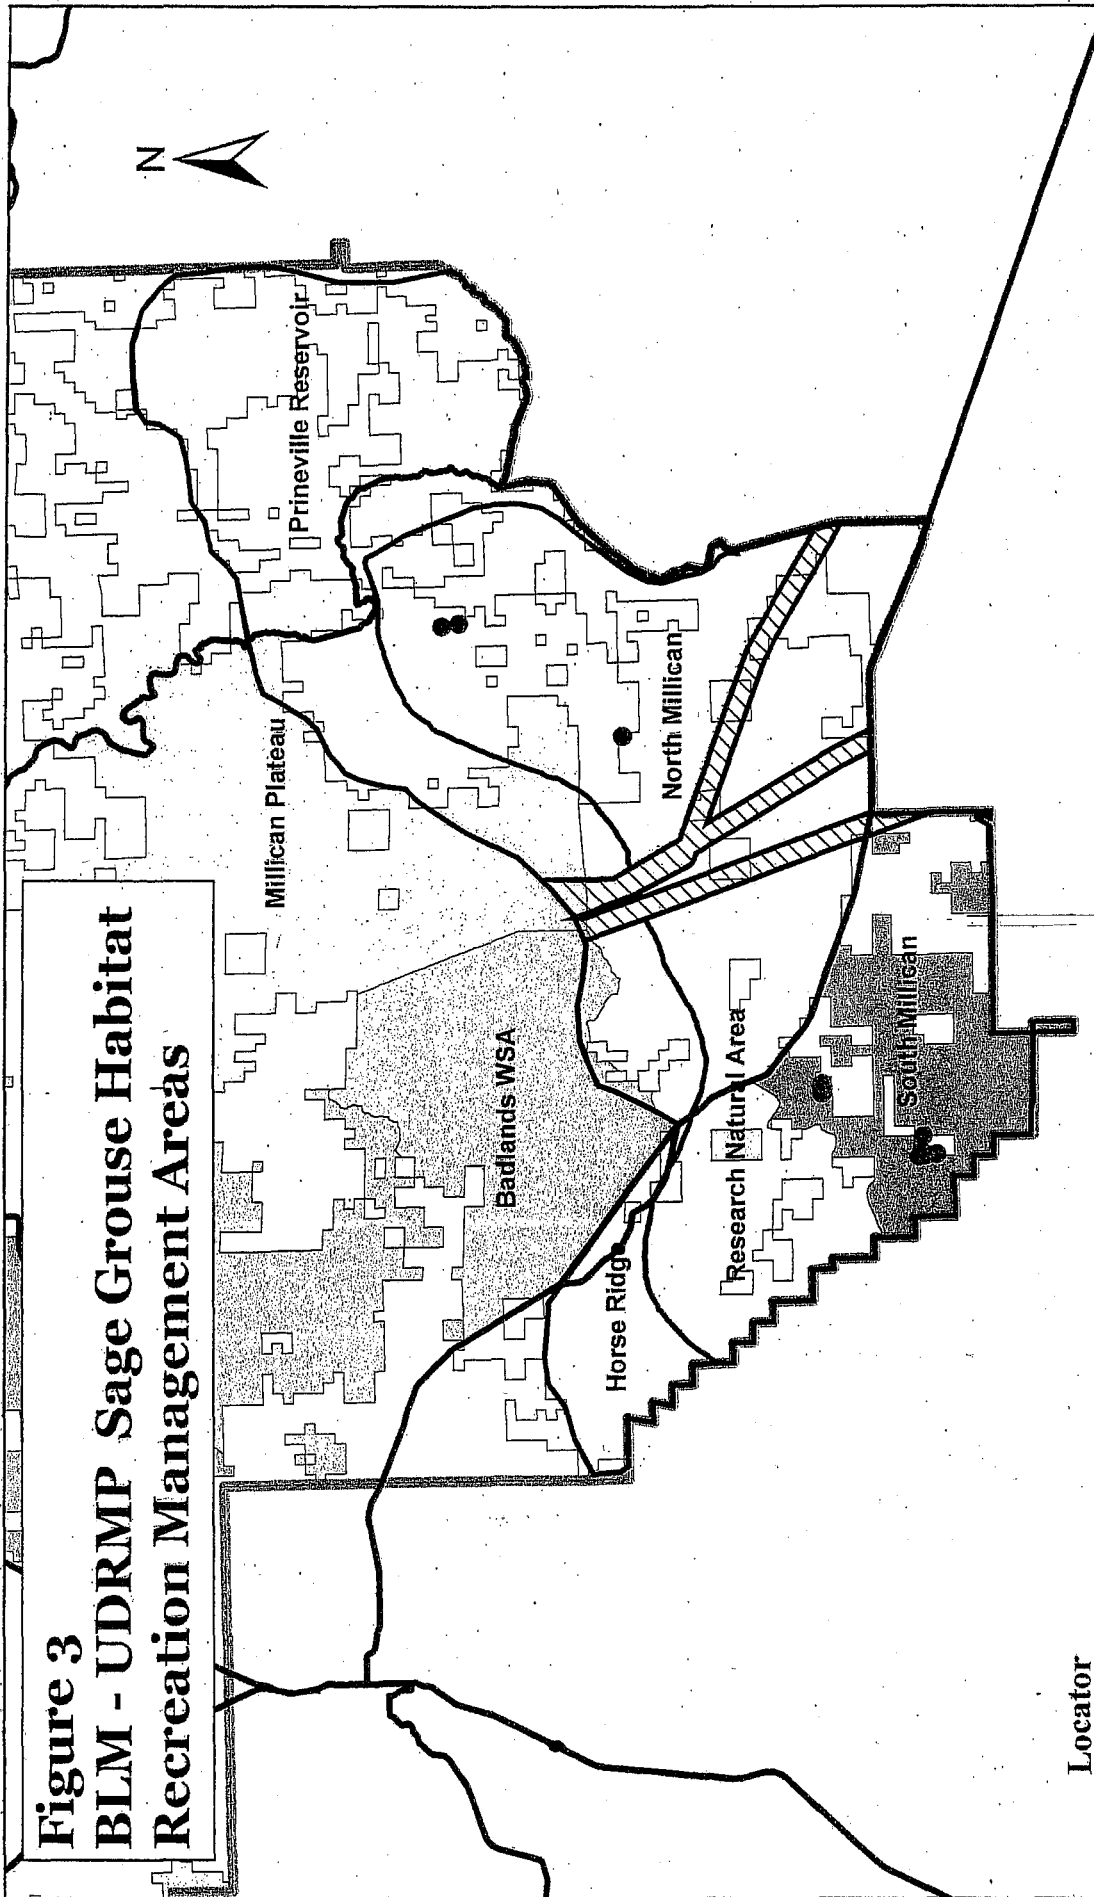 Figure 3
BLM - UDRMP Sage Grouse Habitat
Recreation Management Areas
N
Prineville Reservoir
Millican Plateau
North Millican
Badlands WSA
South Millican
Research Natural Area
Horse Ridge
Locator